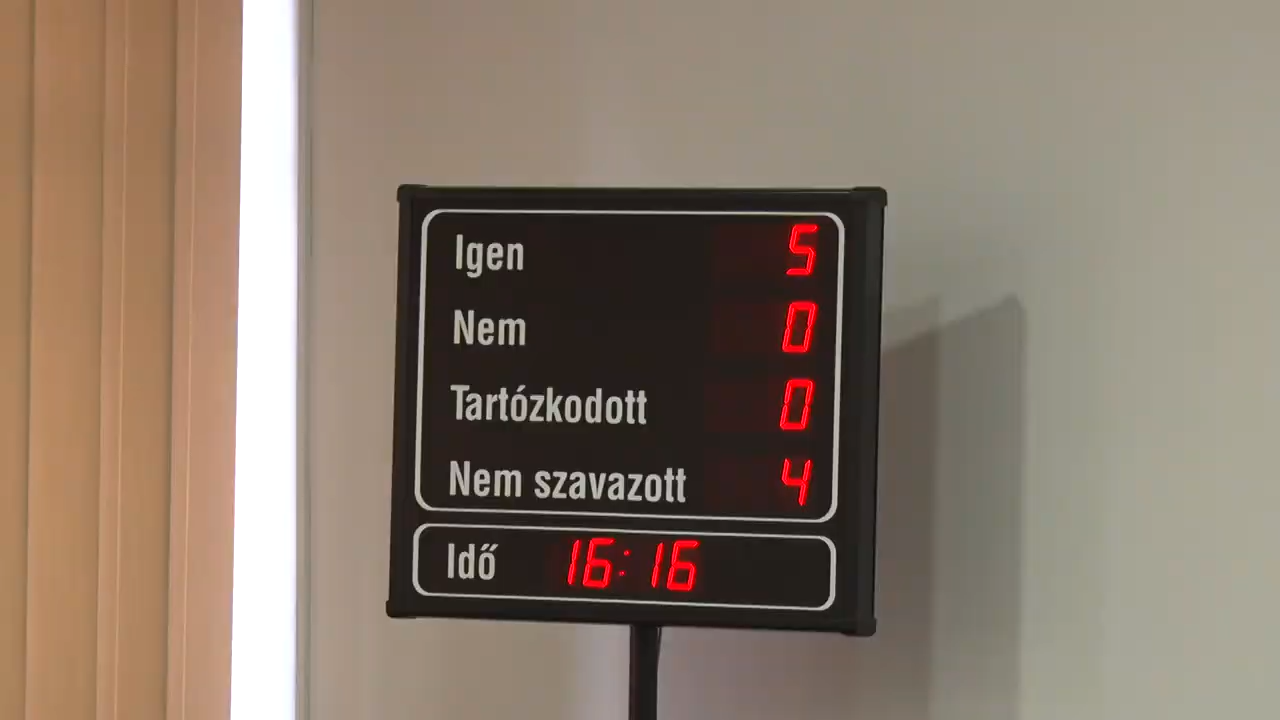 Igen 5
Nem 0
Tartózkodott 0
Nem szavazott 4
Idő 16:16